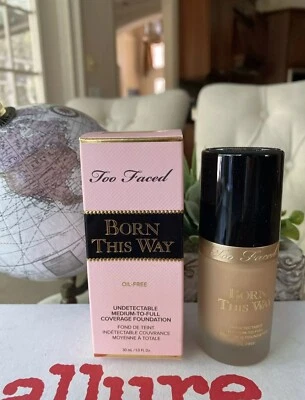 Too Faced
BORN
THIS WAY
OIL-FREE
UNDETECTABLE
MEDIUM-TO-FULL
COVERAGE FOUNDATION
FOND DE TEINT
INDÉTECTABLE COUVRANCE
MOYENNE À TOTALE
Too Faced
BORN
THIS WAY
allure